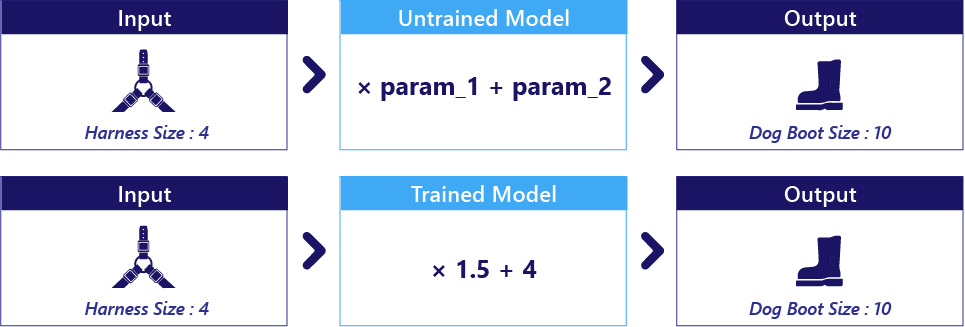 Input
Untrained Model
Output
× param_1 + param_2
Harness Size : 4
Dog Boot Size : 10
Input
Trained Model
Output
× 1.5 + 4
Harness Size : 4
Dog Boot Size : 10